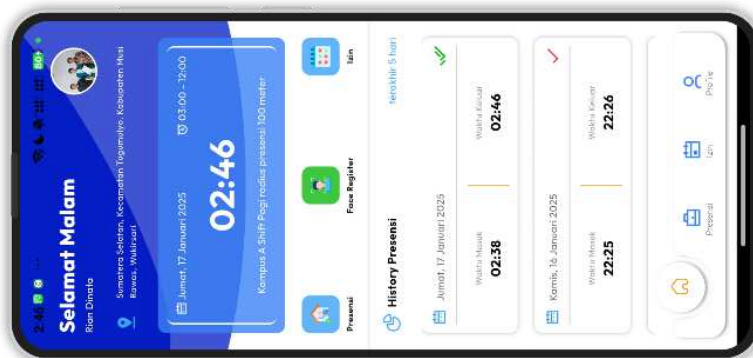 2:46
80+
Selamat Malam
Rian Dinata
Sumatera Selatan, Kecamatan Tugumulyo, Kabupaten Musi
Rawas, Wukirsari
Jumat, 17 Januari 2025 03:00 - 12:00
02:46
Kampus A Shift Pagi radius presensi 100 meter
Presensi Face Register Izin
History Presensi terakhir 5 hari
Jumat, 17 Januari 2025
Waktu Masuk Waktu Keluar
02:38 02:46
Kamis, 16 Januari 2025
Waktu Masuk Waktu Keluar
22:25 22:26
Presensi Izin Profile